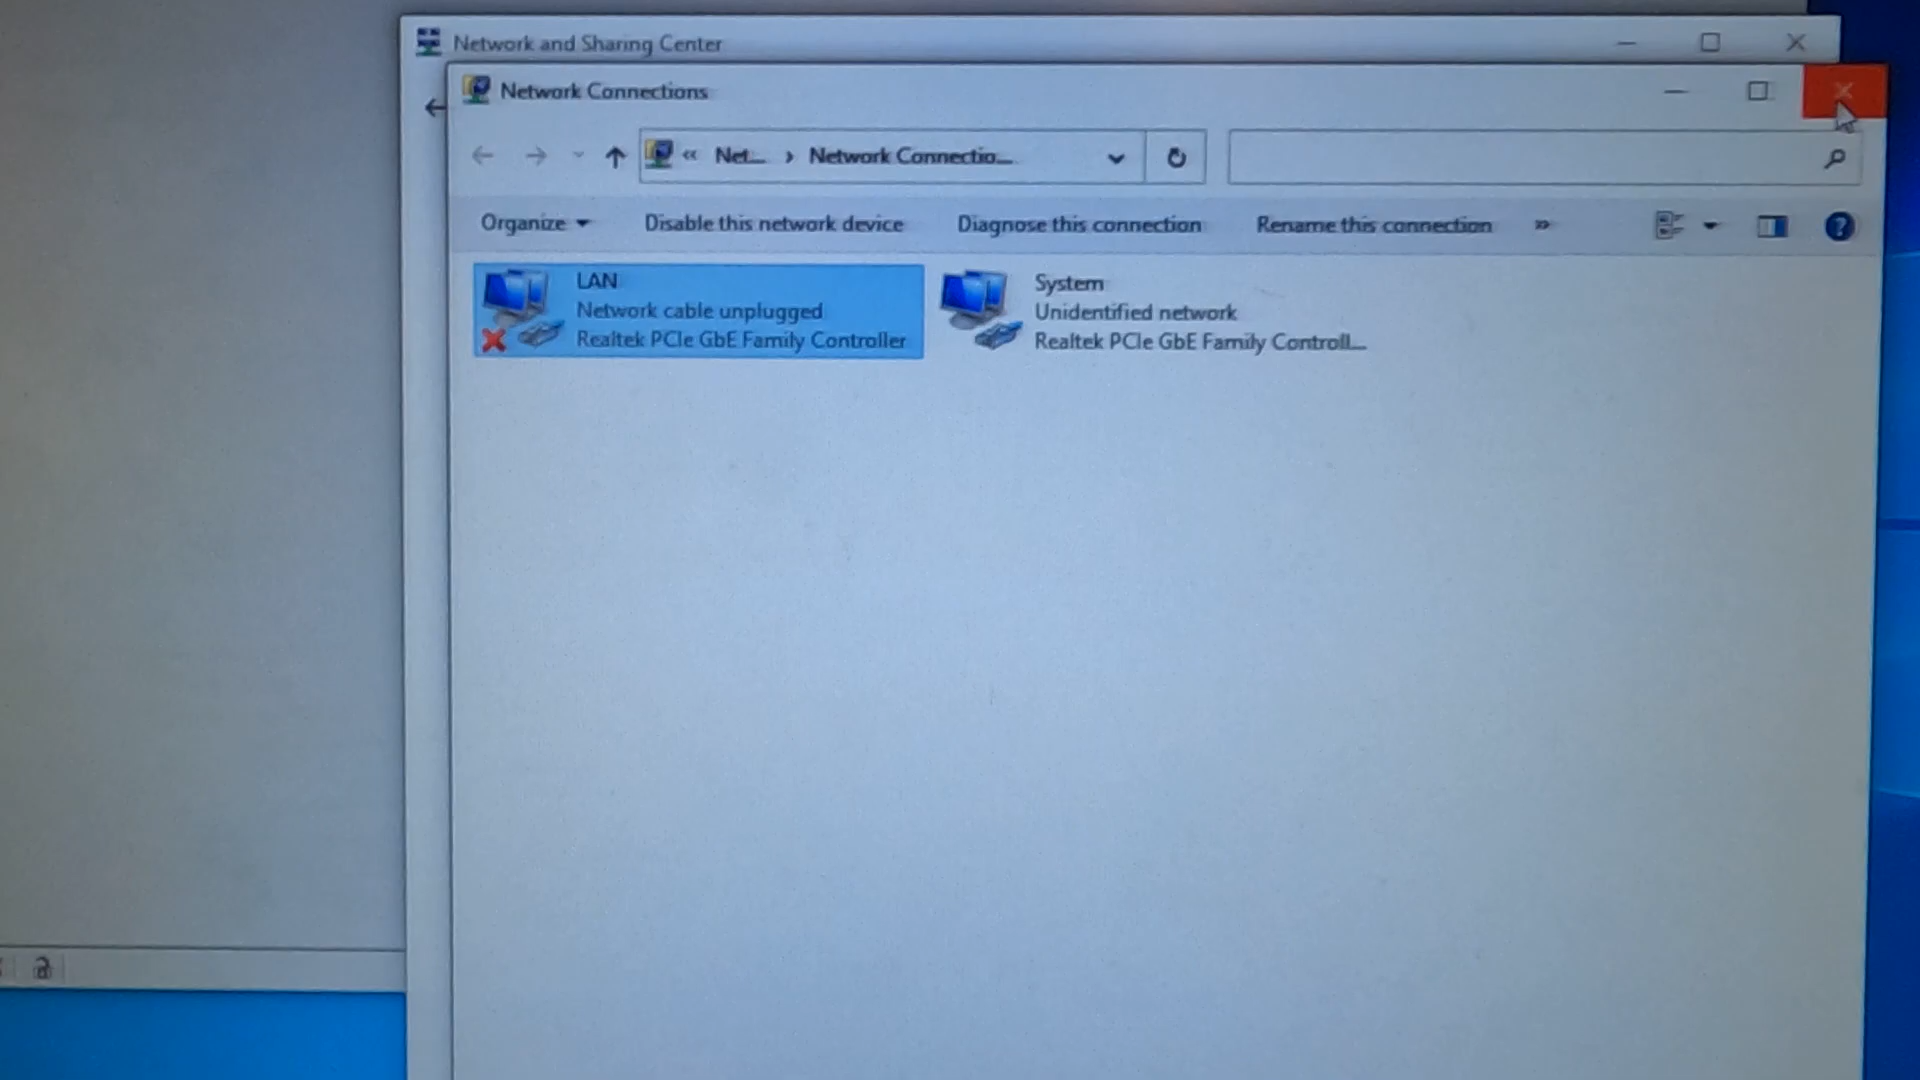 Network and Sharing Center
Network Connections
« Net... › Network Connectio...
Organize
Disable this network device
Diagnose this connection
Rename this connection
»
LAN
Network cable unplugged
Realtek PCIe GbE Family Controller
System
Unidentified network
Realtek PCIe GbE Family Controll...